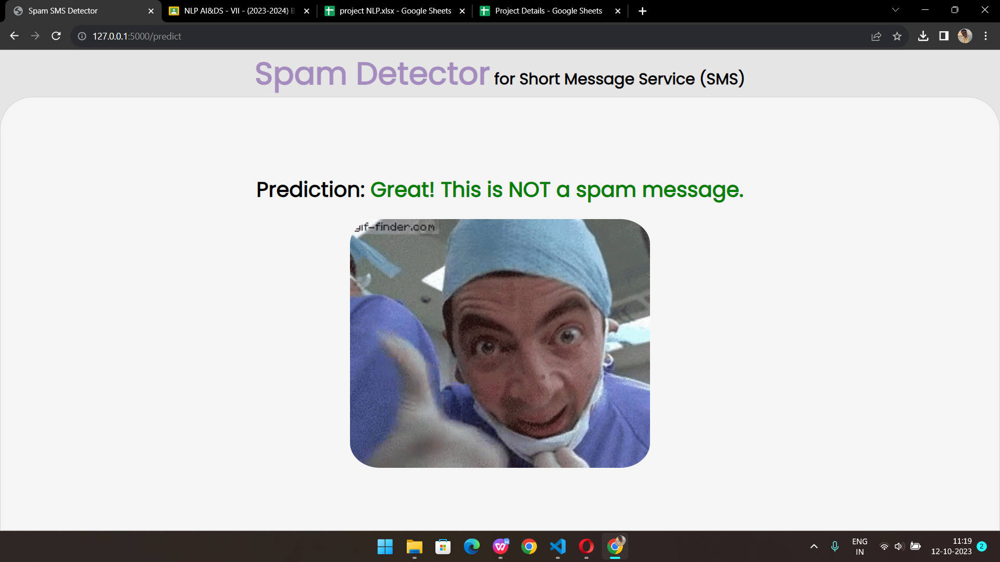 Spam SMS Detector
NLP AI&DS - VII - (2023-2024) B
project NLP.xlsx - Google Sheets
Project Details - Google Sheets
127.0.0.1:5000/predict
Spam Detector for Short Message Service (SMS)
Prediction: Great! This is NOT a spam message.
gif-finder.com
ENG
IN
11:19
12-10-2023
2